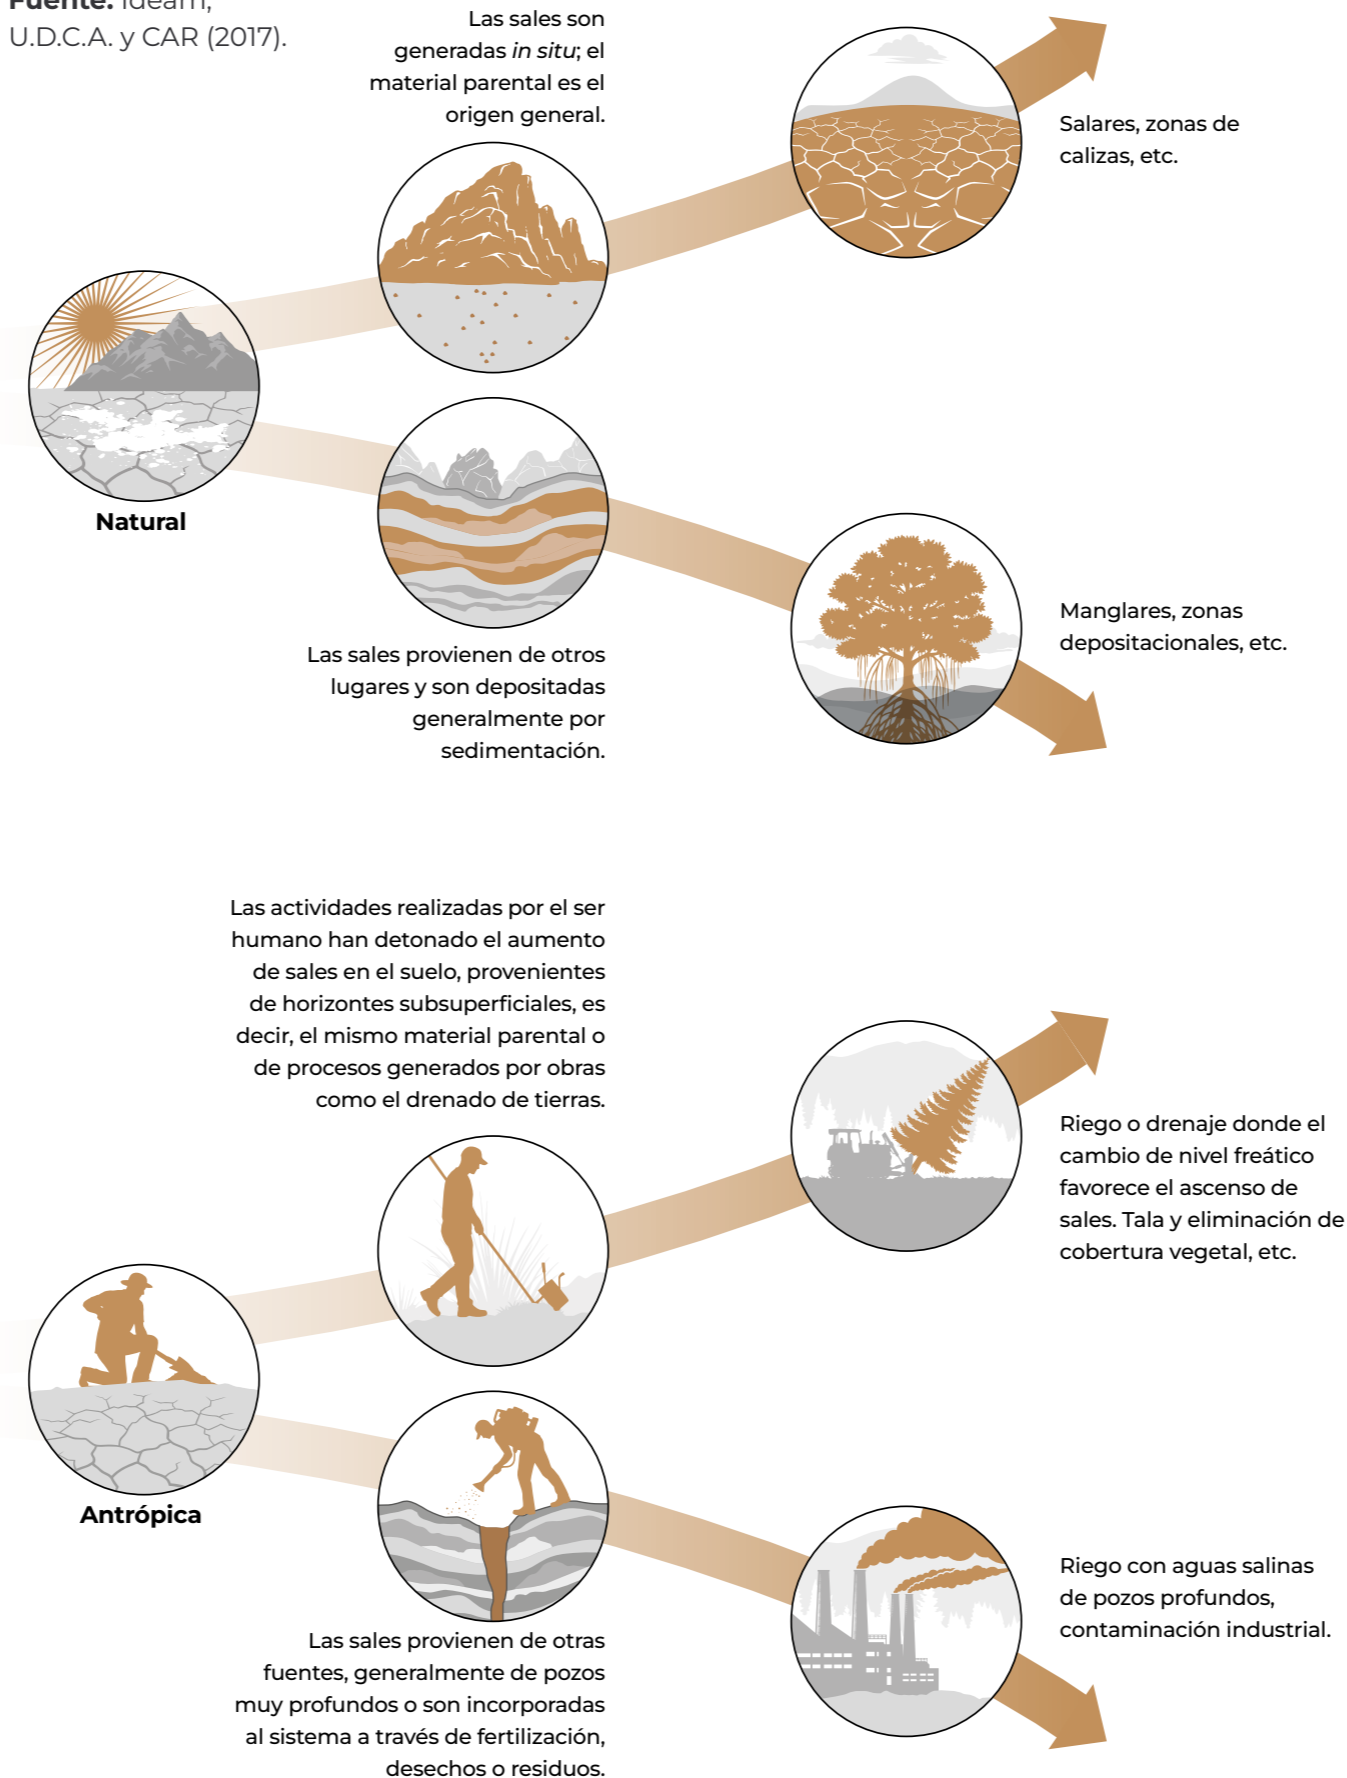 Fuente: Ideam,
U.D.C.A. y CAR (2017).
Las sales son
generadas in situ; el
material parental es el
origen general.
Salares, zonas de
calizas, etc.
Natural
Las sales provienen de otros
lugares y son depositadas
generalmente por
sedimentación.
Manglares, zonas
depositacionales, etc.
Las actividades realizadas por el ser
humano han detonado el aumento
de sales en el suelo, provenientes
de horizontes subsuperficiales, es
decir, el mismo material parental o
de procesos generados por obras
como el drenado de tierras.
Riego o drenaje donde el
cambio de nivel freático
favorece el ascenso de
sales. Tala y eliminación de
cobertura vegetal, etc.
Antrópica
Las sales provienen de otras
fuentes, generalmente de pozos
muy profundos o son incorporadas
al sistema a través de fertilización,
desechos o residuos.
Riego con aguas salinas
de pozos profundos,
contaminación industrial.